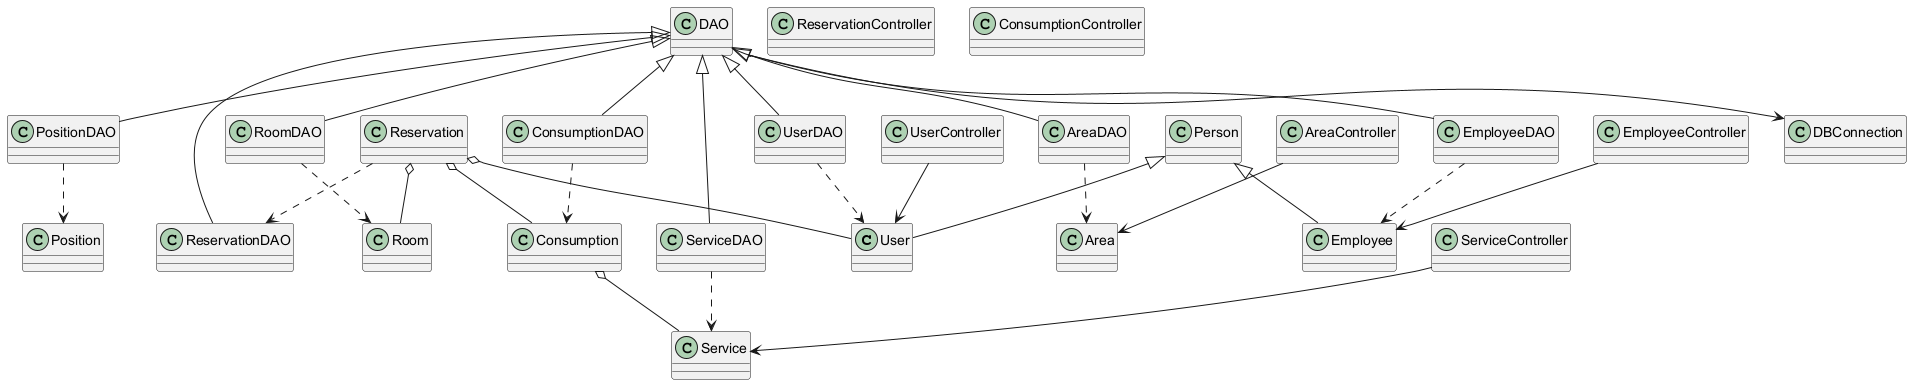 C DAO
C ReservationController
C ConsumptionController
C PositionDAO
C RoomDAO
C Reservation
C ConsumptionDAO
C UserDAO
C UserController
C AreaDAO
C Person
C AreaController
C EmployeeDAO
C EmployeeController
C DBConnection
C Position
C ReservationDAO
C Room
C Consumption
C ServiceDAO
C User
C Area
C Employee
C ServiceController
C Service